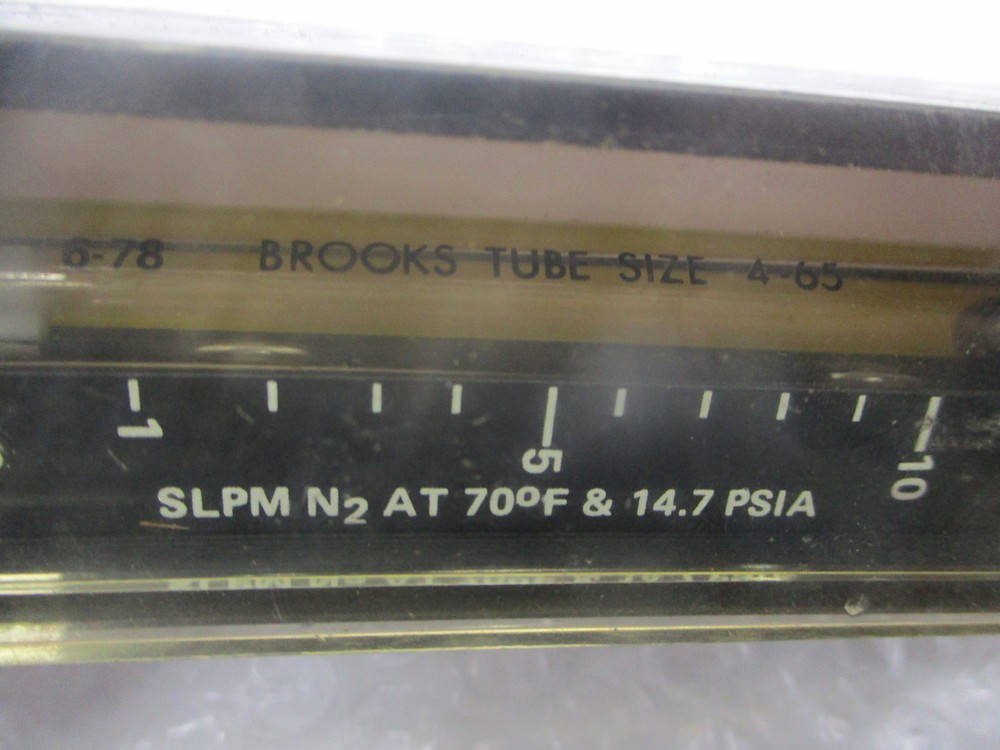 6-78 BROOKS TUBE SIZE 4-65
1 5 10
SLPM N2 AT 70°F & 14.7 PSIA